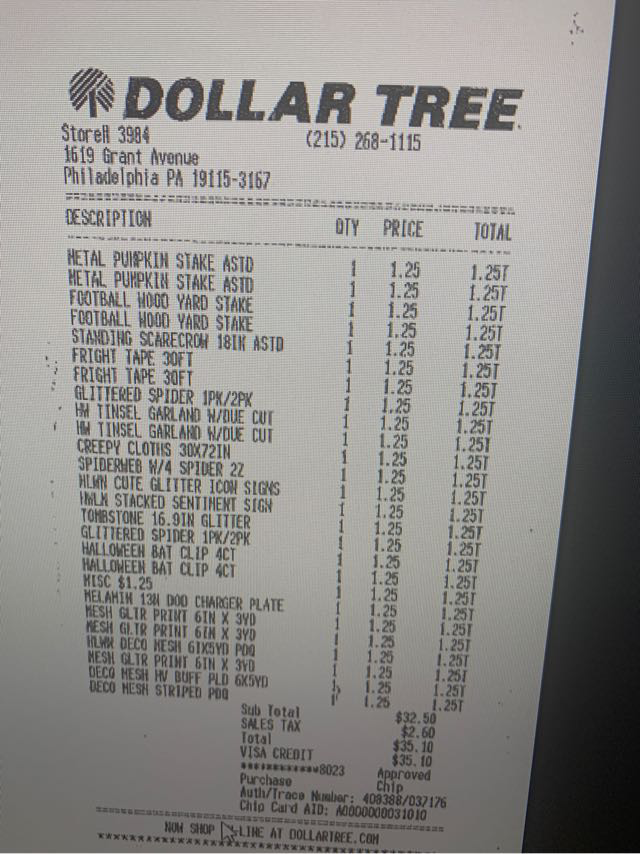 DOLLAR TREE
Store# 3984 (215) 268-1115
1619 Grant Avenue
Philadelphia PA 19115-3167
DESCRIPTION QTY PRICE TOTAL
METAL PUMPKIN STAKE ASTD 1 1.25 1.25T
METAL PUMPKIN STAKE ASTD 1 1.25 1.25T
FOOTBALL WOOD YARD STAKE 1 1.25 1.25T
FOOTBALL WOOD YARD STAKE 1 1.25 1.25T
STANDING SCARECROW 18IN ASTD 1 1.25 1.25T
FRIGHT TAPE 30FT 1 1.25 1.25T
FRIGHT TAPE 30FT 1 1.25 1.25T
GLITTERED SPIDER 1PK/2PK 1 1.25 1.25T
HW TINSEL GARLAND W/DUE CUT 1 1.25 1.25T
HW TINSEL GARLAND W/DUE CUT 1 1.25 1.25T
CREEPY CLOTHS 30X72IN 1 1.25 1.25T
SPIDERWEB W/4 SPIDER 2Z 1 1.25 1.25T
HLWN CUTE GLITTER ICON SIGNS 1 1.25 1.25T
STACKED SENTIMENT SIGN 1 1.25 1.25T
TOMBSTONE 16.9IN GLITTER 1 1.25 1.25T
GLITTERED SPIDER 1PK/2PK 1 1.25 1.25T
HALLOWEEN BAT CLIP 4CT 1 1.25 1.25T
HALLOWEEN BAT CLIP 4CT 1 1.25 1.25T
MISC $1.25 1 1.25 1.25T
MELAMIN 13N DOD CHARGER PLATE 1 1.25 1.25T
MESH GLTR PRINT 6IN X 3YD 1 1.25 1.25T
MESH GLTR PRINT 6IN X 3YD 1 1.25 1.25T
HLWN DECO MESH 6IX5YD PDQ 1 1.25 1.25T
MESH GLTR PRINT 6IN X 3YD 1 1.25 1.25T
DECO MESH HV BUFF PLD 6X5YD 1 1.25 1.25T
DECO MESH STRIPED PDQ 1 1.25 1.25T
Sub Total $32.50
SALES TAX $2.60
Total $35.10
VISA CREDIT $35.10
************8023 Approved
Purchase Chip
Auth/Trace Number: 408388/037176
Chip Card AID: A0000000031010
NOW SHOP -LINE AT DOLLARTREE.COM